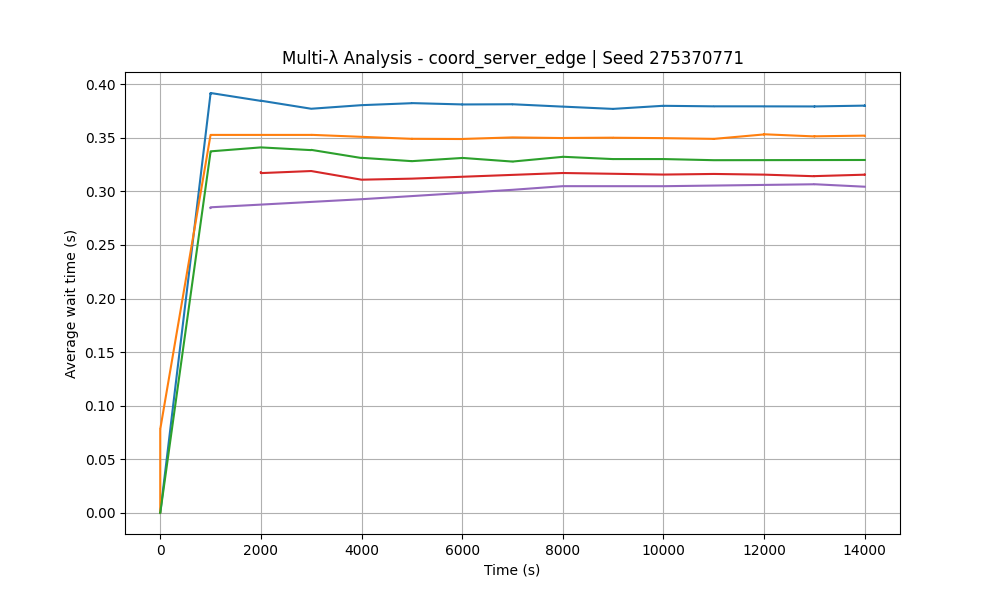 Multi-λ Analysis - coord_server_edge | Seed 275370771
Average wait time (s)
0.40
0.35
0.30
0.25
0.20
0.15
0.10
0.05
0.00
0 2000 4000 6000 8000 10000 12000 14000
Time (s)